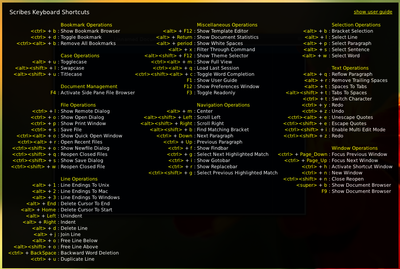 Scribes Keyboard Shortcuts
show user guide
Bookmark Operations
<ctrl> + b : Show Bookmark Browser
<ctrl> + d : Toggle Bookmark
<ctrl><alt> + b : Remove All Bookmarks
Case Operations
<alt> + u : Togglecase
<alt><shift> + l : Swapcase
<alt><shift> + u : Titlecase
Document Management
F4 : Activate Side Pane File Browser
File Operations
<ctrl> + l : Show Remote Dialog
<ctrl> + o : Show Open Dialog
<ctrl> + p : Show Print Window
<ctrl> + s : Save File
<ctrl><alt> + o : Show Quick Open Window
<ctrl><alt> + r : Open Recent Files
<ctrl><shift> + o : Show Newfile Dialog
<ctrl><shift> + q : Reopen Closed Files
<ctrl><shift> + s : Show Save Dialog
<ctrl><shift> + w : Reopen Closed File
Line Operations
<alt> + 1 : Line Endings To Unix
<alt> + 2 : Line Endings To Mac
<alt> + 3 : Line Endings To Windows
<alt> + End : Delete Cursor To End
<alt> + Home : Delete Cursor To Start
<alt> + Left : Unindent
<alt> + Right : Indent
<alt> + d : Delete Line
<alt> + j : Join Line
<alt> + o : Free Line Below
<alt><shift> + o : Free Line Above
<ctrl> + BackSpace : Backward Word Deletion
<ctrl> + u : Duplicate Line
Miscellaneous Operations
<alt> + F12 : Show Template Editor
<alt> + Return : Show Document Statistics
<alt> + period : Show White Spaces
<alt> + x : Filter Through Command
<alt><shift> + F12 : Show Theme Selector
<ctrl><alt> + m : Show Full View
<ctrl><alt> + q : Load Last Session
<ctrl><alt><shift> + c : Toggle Word Completion
F1 : Show User Guide
F12 : Show Preferences Window
F3 : Toggle Readonly
Navigation Operations
<alt> + m : Center
<alt><shift> + Left : Scroll Left
<alt><shift> + Right : Scroll Right
<alt><shift> + b : Find Matching Bracket
<ctrl> + Down : Next Paragraph
<ctrl> + Up : Previous Paragraph
<ctrl> + f : Show Findbar
<ctrl> + g : Select Next Highlighted Match
<ctrl> + i : Show Gotobar
<ctrl> + r : Show Replacebar
<ctrl><shift> + g : Select Previous Highlighted Match
Selection Operations
<alt> + b : Bracket Selection
<alt> + l : Select Line
<alt> + p : Select Paragraph
<alt> + s : Select Sentence
<alt> + w : Select Word
Text Operations
<alt> + q : Reflow Paragraph
<alt> + r : Remove Trailing Spaces
<alt> + t : Spaces To Tabs
<alt><shift> + t : Tabs To Spaces
<ctrl> + t : Switch Character
<ctrl> + y : Redo
<ctrl> + z : Undo
<ctrl><alt> + e : Unescape Quotes
<ctrl><shift> + e : Escape Quotes
<ctrl><shift> + i : Enable Multi Edit Mode
<ctrl><shift> + z : Redo
Window Operations
<ctrl> + Page_Down : Focus Previous Window
<ctrl> + Page_Up : Focus Next Window
<ctrl> + h : Activate Shortcut Window
<ctrl> + n : New Window
<ctrl><shift> + n : Close Reopen
<super> + b : Show Document Browser
F9 : Show Document Browser